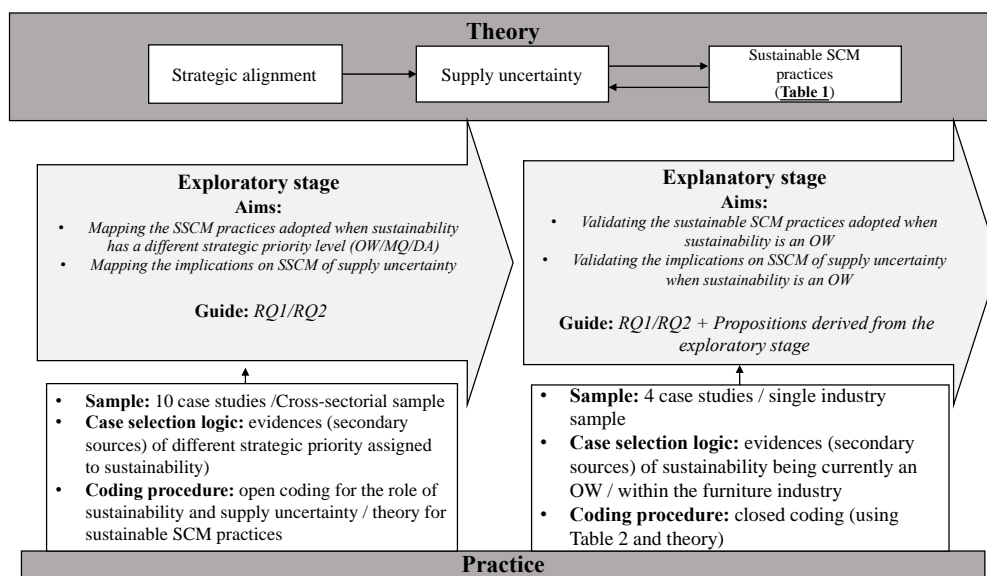 Theory
Strategic alignment
Supply uncertainty
Sustainable SCM
practices
(Table 1)
Exploratory stage
Aims:
• Mapping the SSCM practices adopted when sustainability
has a different strategic priority level (OW/MQ/DA)
• Mapping the implications on SSCM of supply uncertainty
Guide: RQ1/RQ2
Explanatory stage
Aims:
• Validating the sustainable SCM practices adopted when
sustainability is an OW
• Validating the implications on SSCM of supply uncertainty
when sustainability is an OW
Guide: RQ1/RQ2 + Propositions derived from the
exploratory stage
• Sample: 10 case studies /Cross-sectorial sample
• Case selection logic: evidences (secondary
sources) of different strategic priority assigned
to sustainability)
• Coding procedure: open coding for the role of
sustainability and supply uncertainty / theory for
sustainable SCM practices
• Sample: 4 case studies / single industry
sample
• Case selection logic: evidences (secondary
sources) of sustainability being currently an
OW / within the furniture industry
• Coding procedure: closed coding (using
Table 2 and theory)
Practice